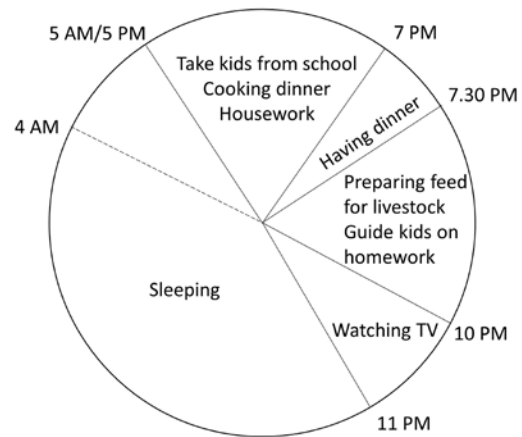 5 AM/5 PM
7 PM
Take kids from school
Cooking dinner
Housework
7.30 PM
Having dinner
4 AM
Preparing feed
for livestock
Guide kids on
homework
Sleeping
Watching TV
10 PM
11 PM